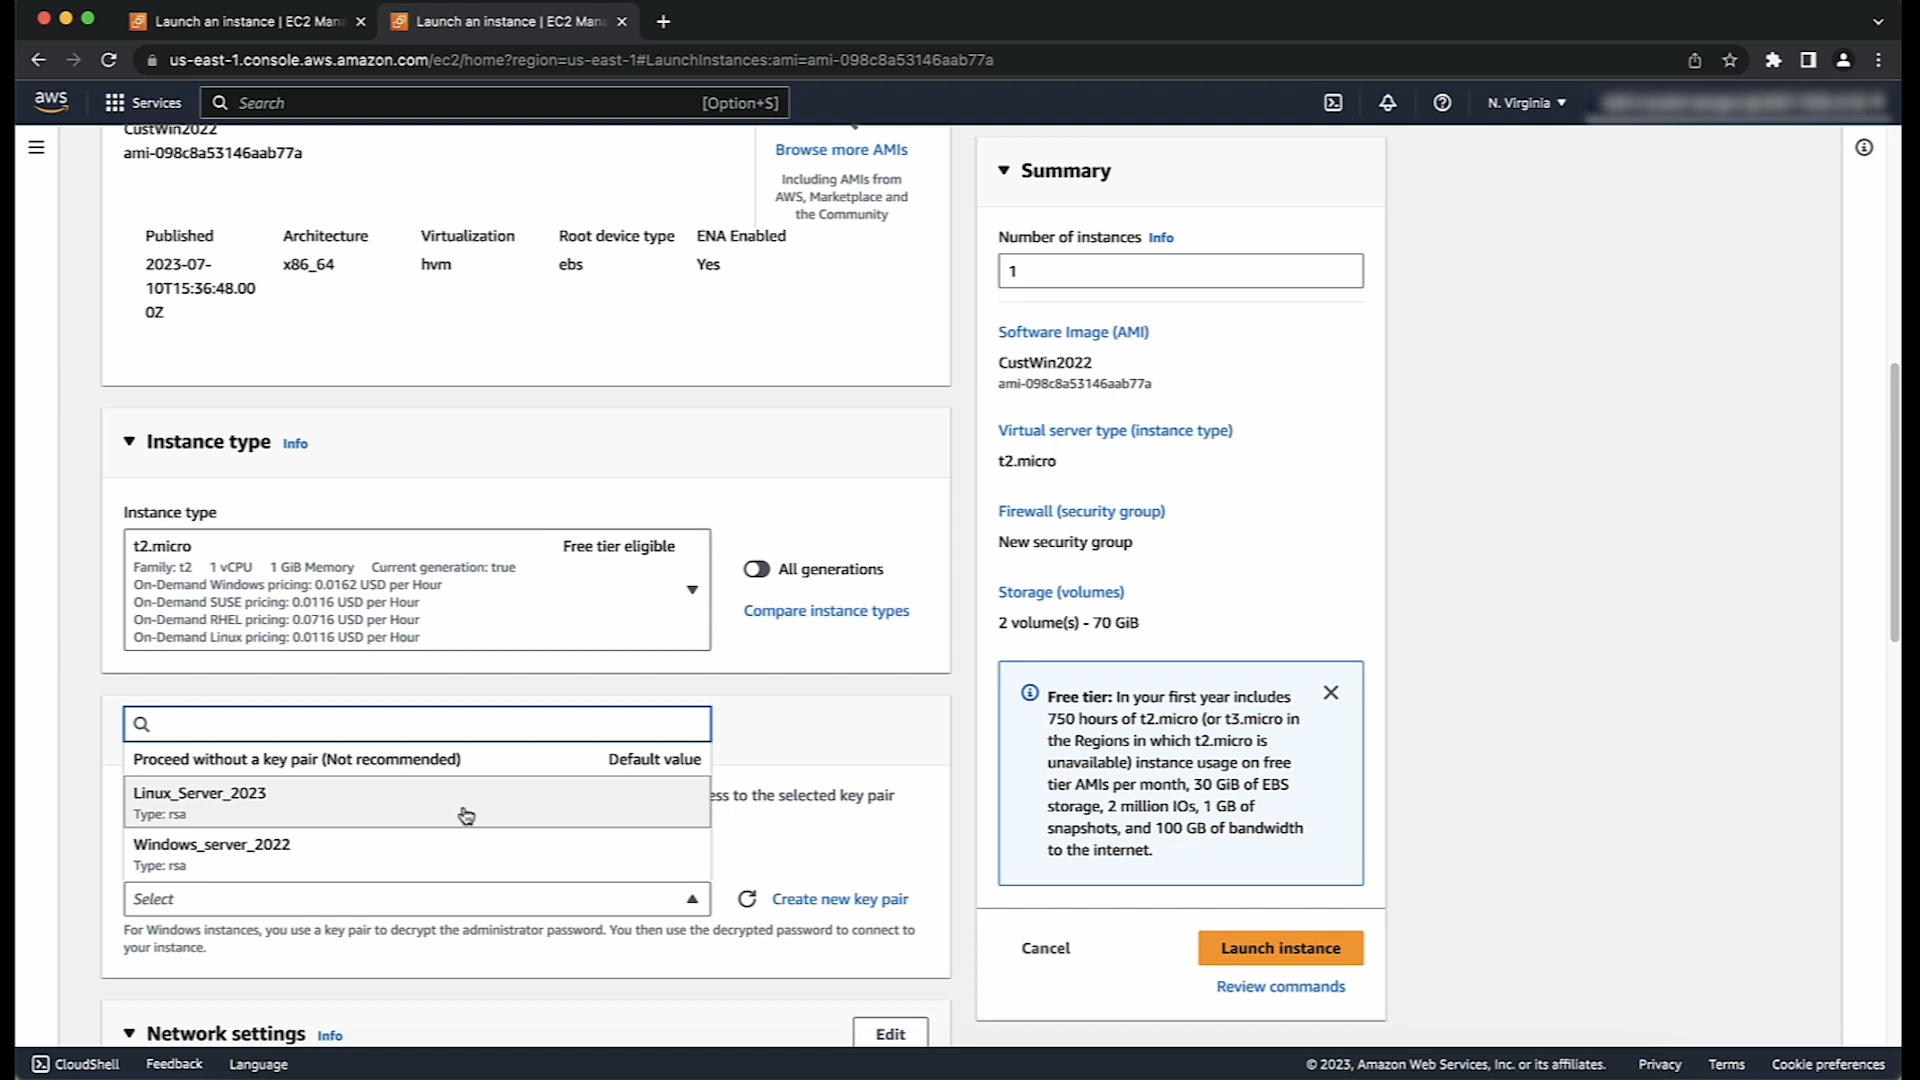 Launch an instance | EC2 Mana
Launch an instance | EC2 Mana
us-east-1.console.aws.amazon.com/ec2/home?region=us-east-1#LaunchInstances:ami=ami-098c8a53146aab77a
aws
Services
Search
[Option+S]
N. Virginia
CustWin2022
ami-098c8a53146aab77a
Browse more AMIs
Including AMIs from
AWS, Marketplace and
the Community
Published
Architecture
Virtualization
Root device type
ENA Enabled
2023-07-
10T15:36:48.00
0Z
x86_64
hvm
ebs
Yes
Instance type Info
Instance type
t2.micro
Free tier eligible
Family: t2 1 vCPU 1 GiB Memory Current generation: true
On-Demand Windows pricing: 0.0162 USD per Hour
On-Demand SUSE pricing: 0.0116 USD per Hour
On-Demand RHEL pricing: 0.0716 USD per Hour
On-Demand Linux pricing: 0.0116 USD per Hour
All generations
Compare instance types
Proceed without a key pair (Not recommended)
Default value
Linux_Server_2023
Type: rsa
to the selected key pair
Windows_server_2022
Type: rsa
Select
Create new key pair
For Windows instances, you use a key pair to decrypt the administrator password. You then use the decrypted password to connect to
your instance.
Network settings Info
Edit
Summary
Number of instances Info
1
Software Image (AMI)
CustWin2022
ami-098c8a53146aab77a
Virtual server type (instance type)
t2.micro
Firewall (security group)
New security group
Storage (volumes)
2 volume(s) - 70 GiB
Free tier: In your first year includes
750 hours of t2.micro (or t3.micro in
the Regions in which t2.micro is
unavailable) instance usage on free
tier AMIs per month, 30 GiB of EBS
storage, 2 million IOs, 1 GB of
snapshots, and 100 GB of bandwidth
to the internet.
Cancel
Launch instance
Review commands
CloudShell
Feedback
Language
© 2023, Amazon Web Services, Inc. or its affiliates.
Privacy
Terms
Cookie preferences